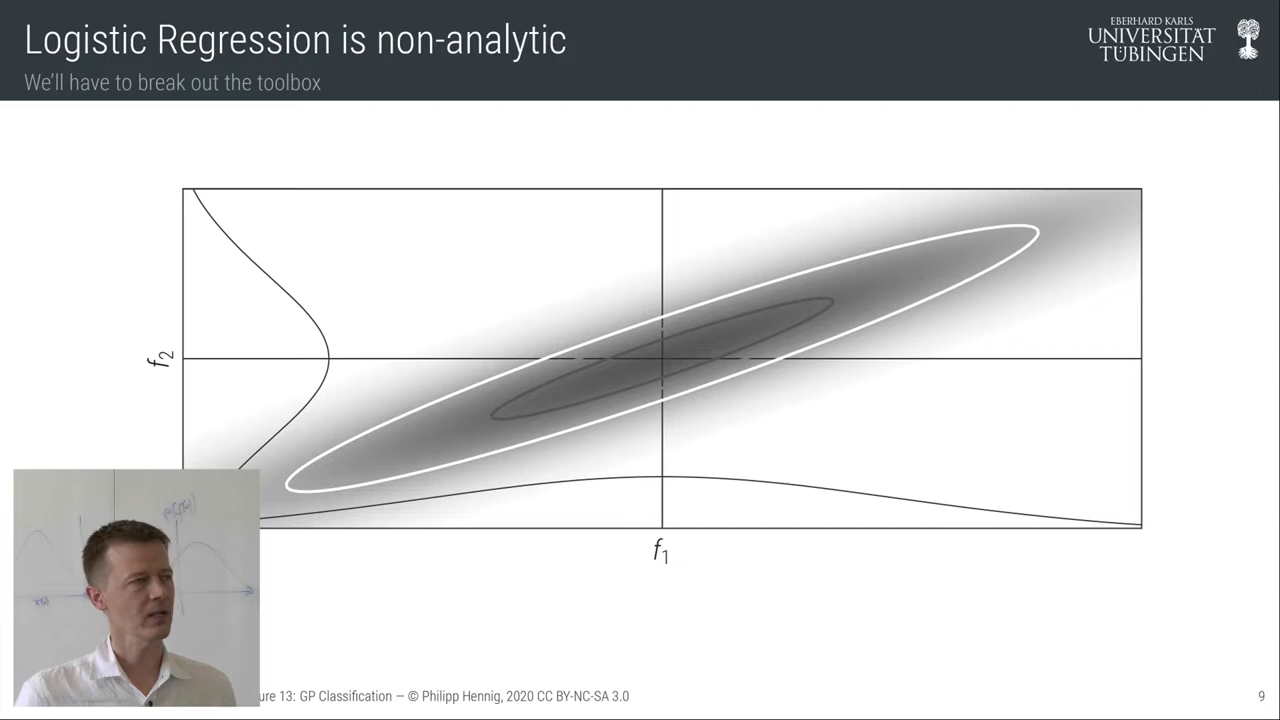 Logistic Regression is non-analytic
We'll have to break out the toolbox
EBERHARD KARLS
UNIVERSITÄT
TÜBINGEN
f2
f1
ure 13: GP Classification — © Philipp Hennig, 2020 CC BY-NC-SA 3.0
9